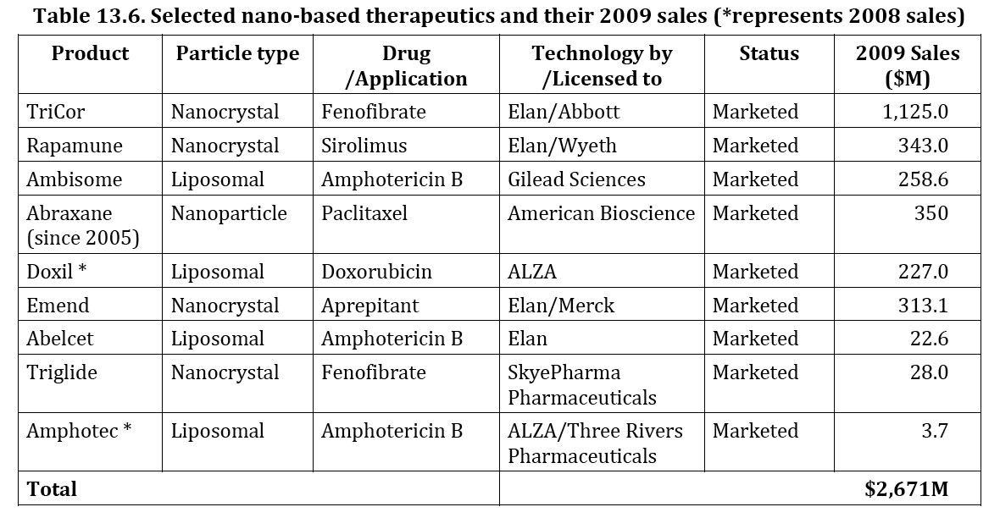 Table 13.6. Selected nano-based therapeutics and their 2009 sales (*represents 2008 sales)
Product Particle type Drug /Application Technology by /Licensed to Status 2009 Sales ($M)
TriCor Nanocrystal Fenofibrate Elan/Abbott Marketed 1,125.0
Rapamune Nanocrystal Sirolimus Elan/Wyeth Marketed 343.0
Ambisome Liposomal Amphotericin B Gilead Sciences Marketed 258.6
Abraxane (since 2005) Nanoparticle Paclitaxel American Bioscience Marketed 350
Doxil * Liposomal Doxorubicin ALZA Marketed 227.0
Emend Nanocrystal Aprepitant Elan/Merck Marketed 313.1
Abelcet Liposomal Amphotericin B Elan Marketed 22.6
Triglide Nanocrystal Fenofibrate SkyePharma Pharmaceuticals Marketed 28.0
Amphotec * Liposomal Amphotericin B ALZA/Three Rivers Pharmaceuticals Marketed 3.7
Total $2,671M